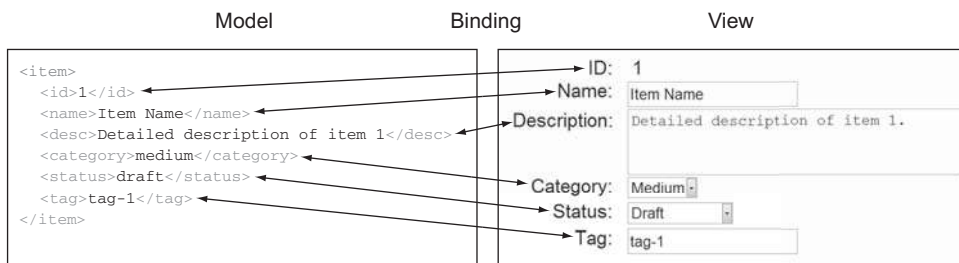 Model Binding View
<item>
<id>1</id>
<name>Item Name</name>
<desc>Detailed description of item 1</desc>
<category>medium</category>
<status>draft</status>
<tag>tag-1</tag>
</item>
ID: 1
Name: Item Name
Description: Detailed description of item 1.
Category: Medium
Status: Draft
Tag: tag-1